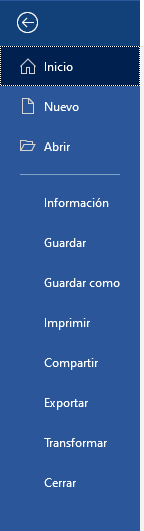 Inicio
Nuevo
Abrir
Información
Guardar
Guardar como
Imprimir
Compartir
Exportar
Transformar
Cerrar